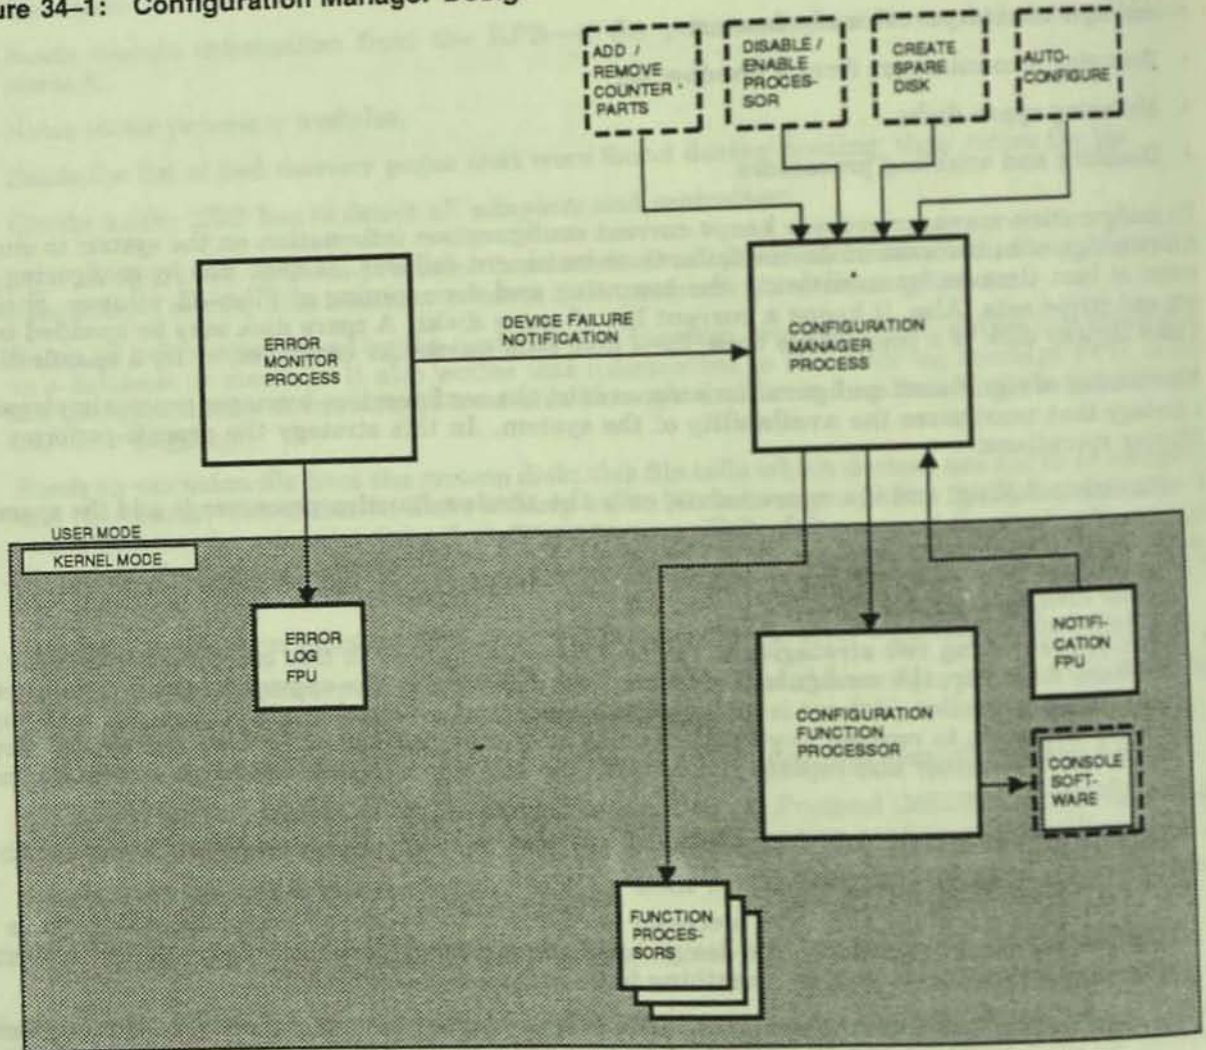 ure 34–1: Configuration Manager
ADD /
REMOVE
COUNTER-
PARTS
DISABLE /
ENABLE
PROCES-
SOR
CREATE
SPARE
DISK
AUTO-
CONFIGURE
ERROR
MONITOR
PROCESS
DEVICE FAILURE
NOTIFICATION
CONFIGURATION
MANAGER
PROCESS
USER MODE
KERNEL MODE
ERROR
LOG
FPU
NOTIFI-
CATION
FPU
CONFIGURATION
FUNCTION
PROCESSOR
CONSOLE
SOFT-
WARE
FUNCTION
PROCES-
SORS